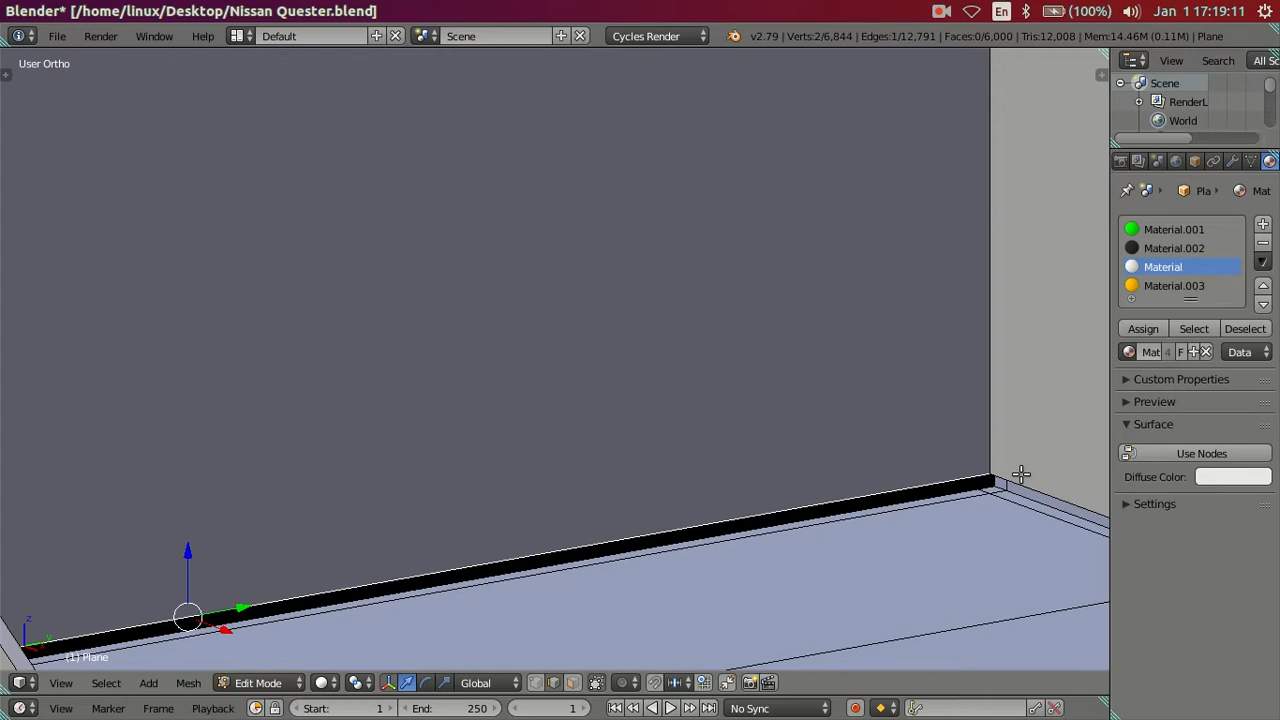 Blender* [/home/linux/Desktop/Nissan Quester.blend]
En
(100%)
Jan 1 17:19:11
File
Render
Window
Help
Default
Scene
Cycles Render
v2.79 | Verts:2/6,844 | Edges:1/12,791 | Faces:0/6,000 | Tris:12,008 | Mem:14.46M (0.11M) | Plane
User Ortho
View
Search
All Sc
Scene
RenderL
World
Pla
Mat
Material.001
Material.002
Material
Material.003
Assign
Select
Deselect
Mat
4
F
Data
Custom Properties
Preview
Surface
Use Nodes
Diffuse Color:
Settings
z
y
x
(1) Plane
View
Select
Add
Mesh
Edit Mode
Global
View
Marker
Frame
Playback
Start:
1
End:
250
1
No Sync